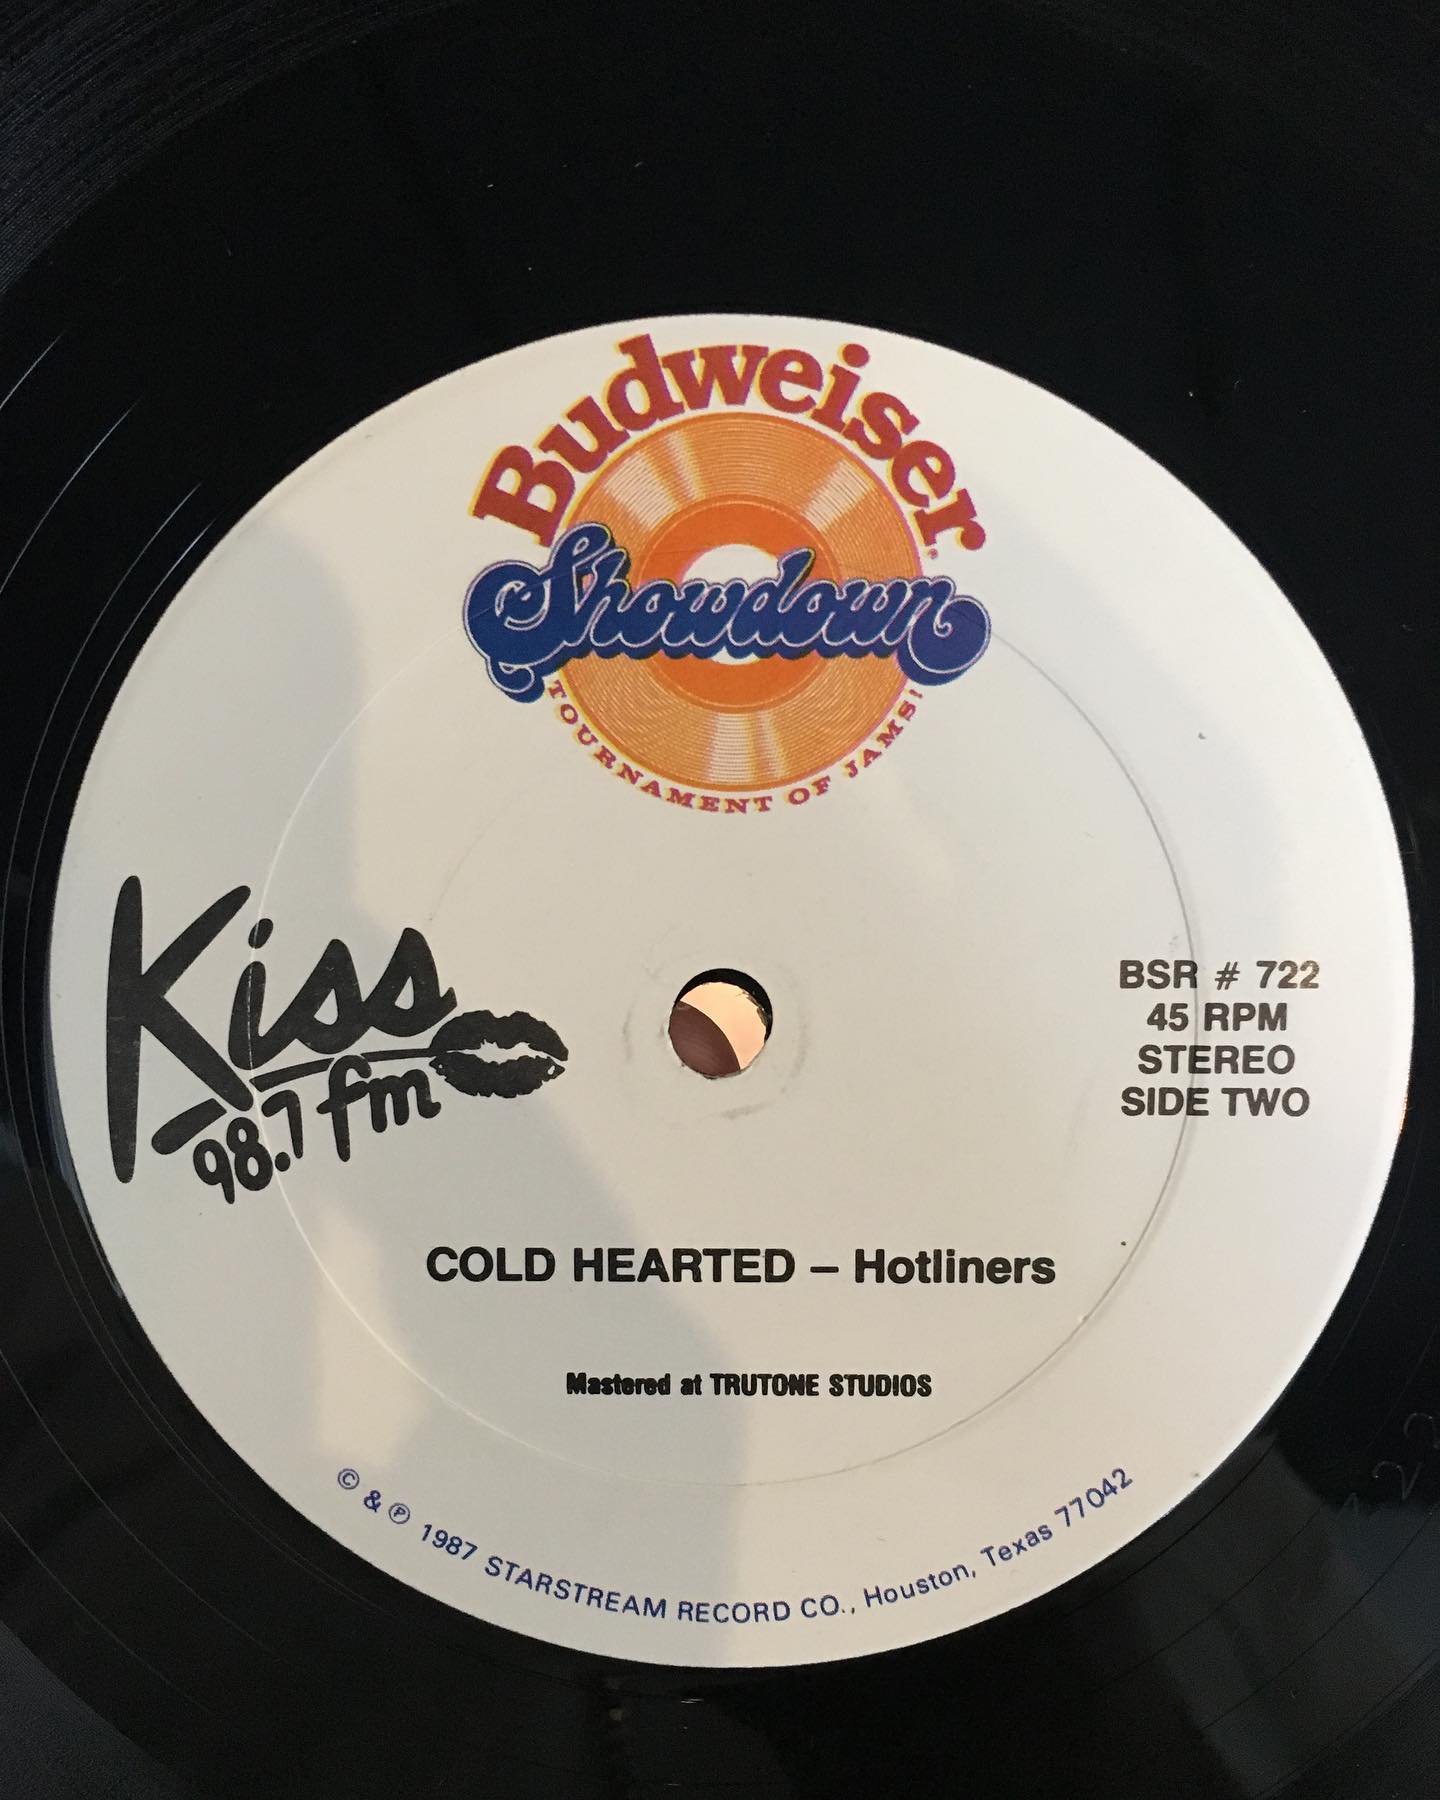 Budweiser®
Showdown
TOURNAMENT OF JAMS!
Kiss
98.7 fm
BSR # 722
45 RPM
STEREO
SIDE TWO
COLD HEARTED – Hotliners
Mastered at TRUTONE STUDIOS
© & ℗ 1987 STARSTREAM RECORD CO., Houston, Texas 77042